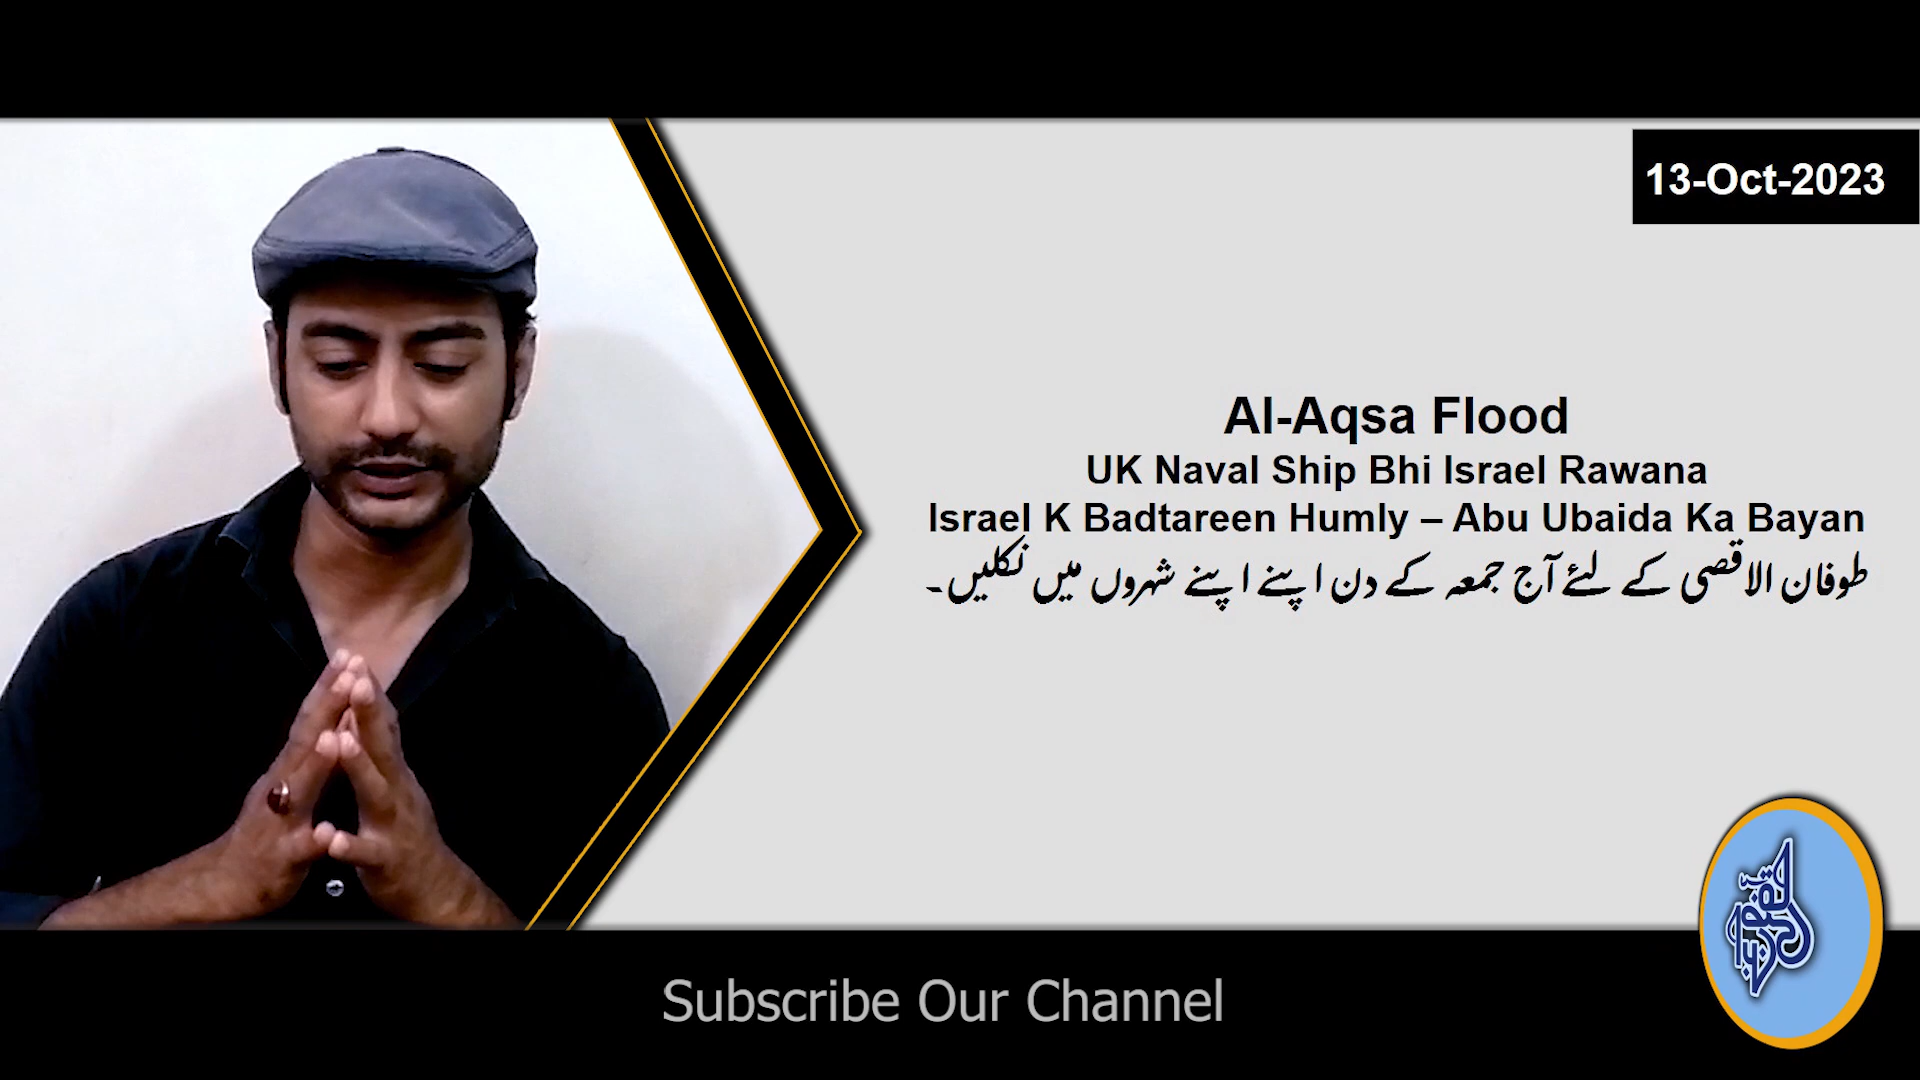 13-Oct-2023
Al-Aqsa Flood
UK Naval Ship Bhi Israel Rawana
Israel K Badtareen Humly – Abu Ubaida Ka Bayan
طوفان الاقصی کے لئے آج جمعہ کے دن اپنے اپنے شہروں میں نکلیں۔
Subscribe Our Channel